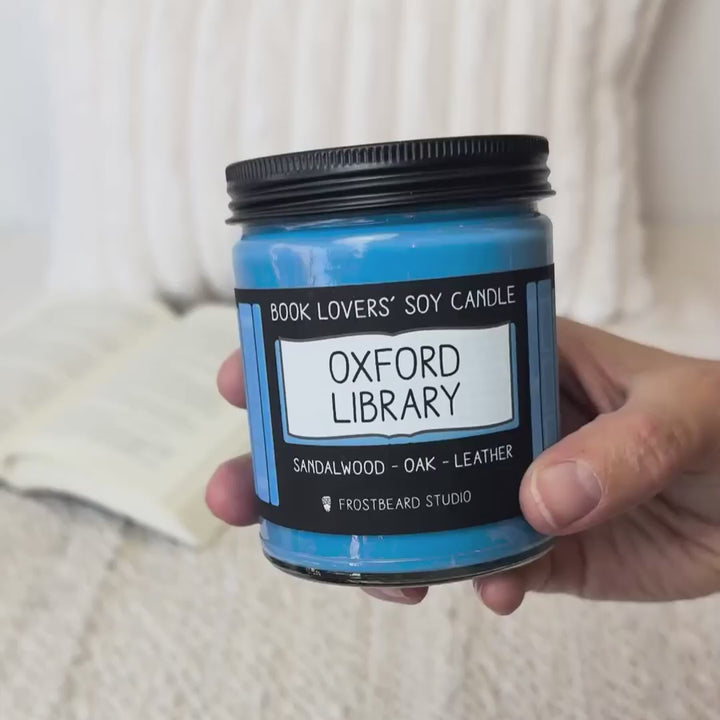 BOOK LOVERS' SOY CANDLE
OXFORD
LIBRARY
SANDALWOOD - OAK - LEATHER
FROSTBEARD STUDIO